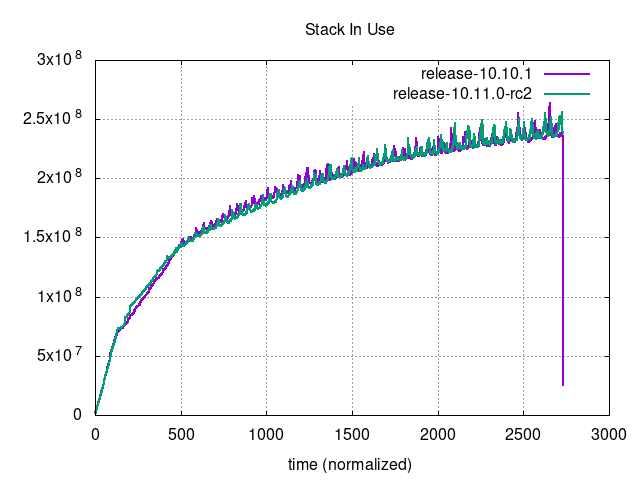 Stack In Use
3x10^8
2.5x10^8
2x10^8
1.5x10^8
1x10^8
5x10^7
0
release-10.10.1
release-10.11.0-rc2
0 500 1000 1500 2000 2500 3000
time (normalized)